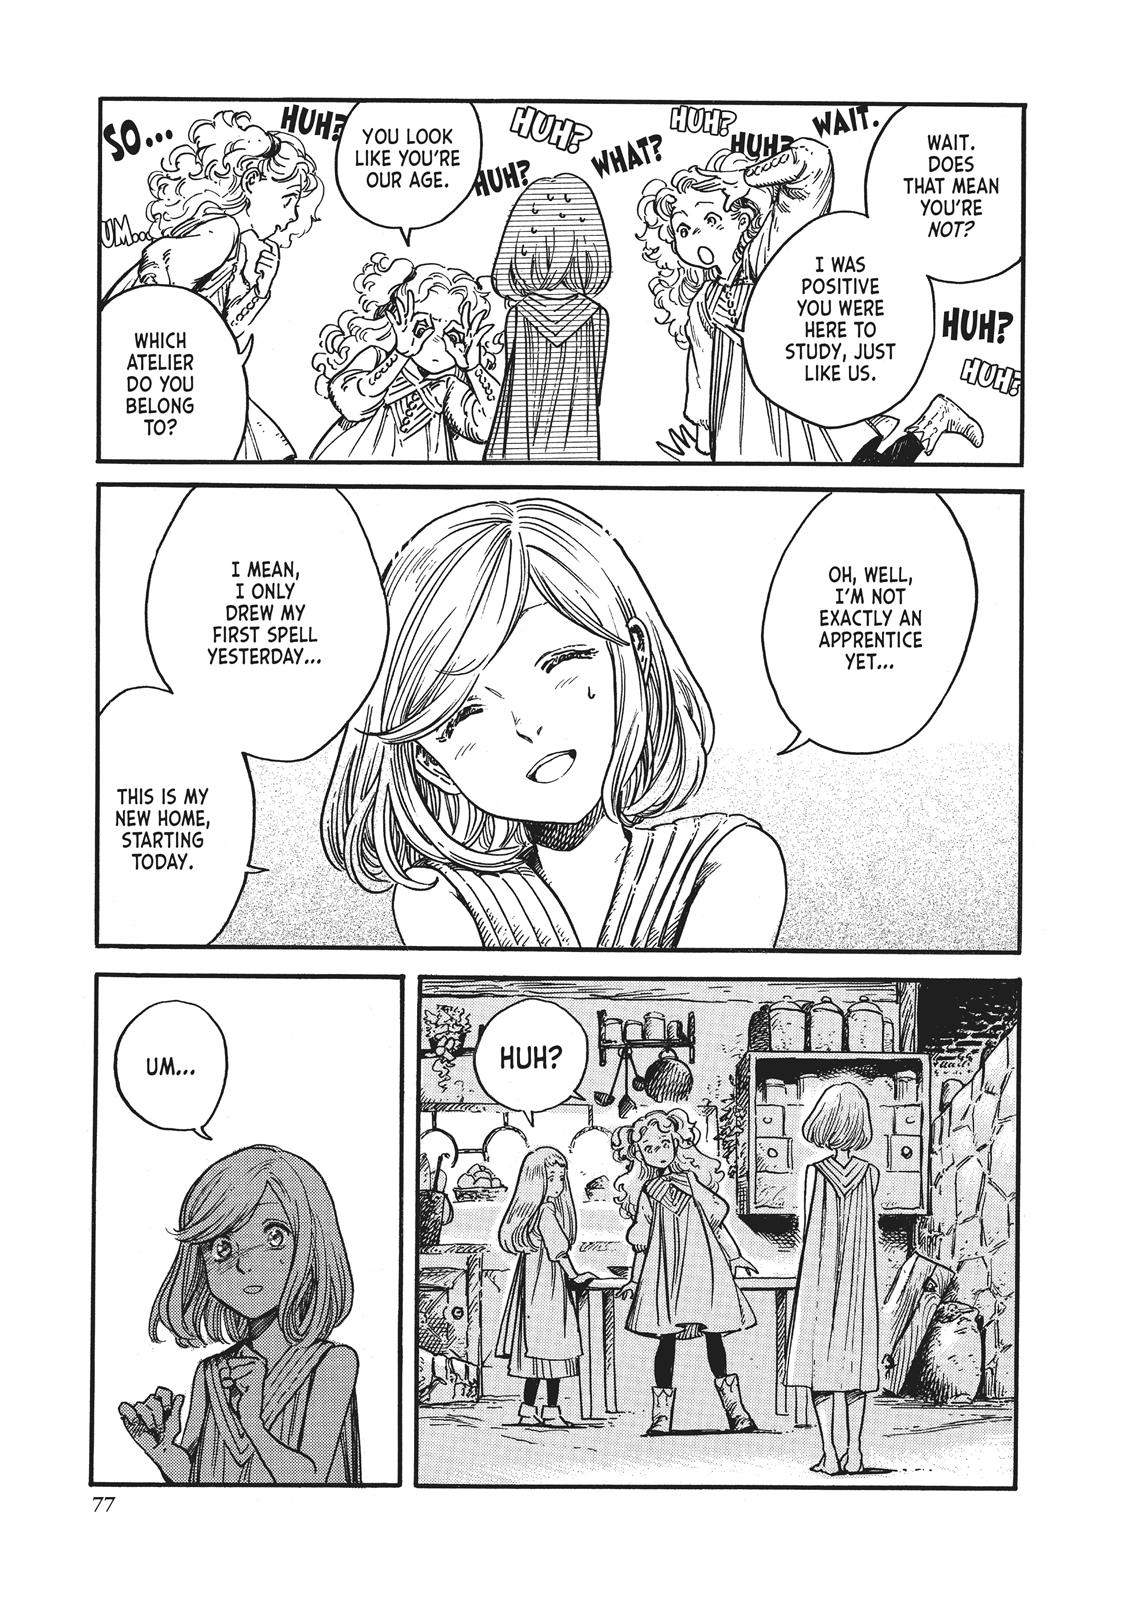 WAIT.
DOES
THAT MEAN
YOU'RE
NOT?
I WAS
POSITIVE
YOU WERE
HERE TO
STUDY, JUST
LIKE US.
WAIT.
HUH?
HUH?
HUH?
HUH?
WHAT?
HUH?
HUH?
YOU LOOK
LIKE YOU'RE
OUR AGE.
HUH?
SO...
UM...
WHICH
ATELIER
DO YOU
BELONG
TO?
OH, WELL,
I'M NOT
EXACTLY AN
APPRENTICE
YET...
I MEAN,
I ONLY
DREW MY
FIRST SPELL
YESTERDAY...
THIS IS MY
NEW HOME,
STARTING
TODAY.
HUH?
UM...
77